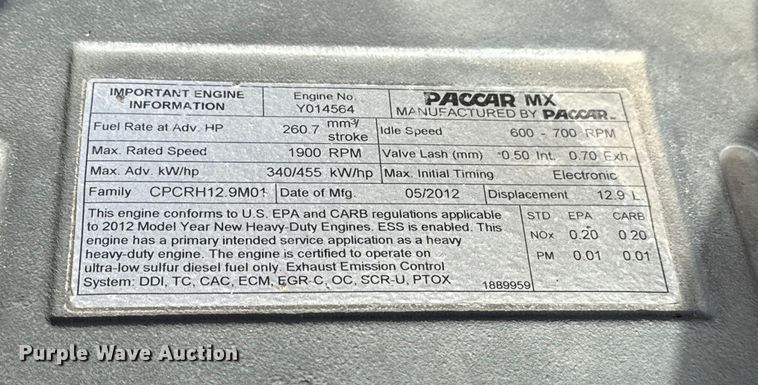 IMPORTANT ENGINE
INFORMATION
Engine No.
Y014564
PACCAR MX
MANUFACTURED BY PACCAR
Fuel Rate at Adv. HP 260.7 mm³/
stroke
Idle Speed 600 - 700 RPM
Max. Rated Speed 1900 RPM
Valve Lash (mm) 0.50 Int. 0.70 Exh.
Max. Adv. kW/hp 340/455 kW/hp
Max. Initial Timing Electronic
Family CPCRH12.9M01
Date of Mfg. 05/2012
Displacement 12.9 L
This engine conforms to U.S. EPA and CARB regulations applicable
to 2012 Model Year New Heavy-Duty Engines. ESS is enabled. This
engine has a primary intended service application as a heavy
heavy-duty engine. The engine is certified to operate on
ultra-low sulfur diesel fuel only. Exhaust Emission Control
System: DDI, TC, CAC, ECM, EGR-C, OC, SCR-U, PTOX
1889959
STD EPA CARB
NOx 0.20 0.20
PM 0.01 0.01
Purple Wave Auction